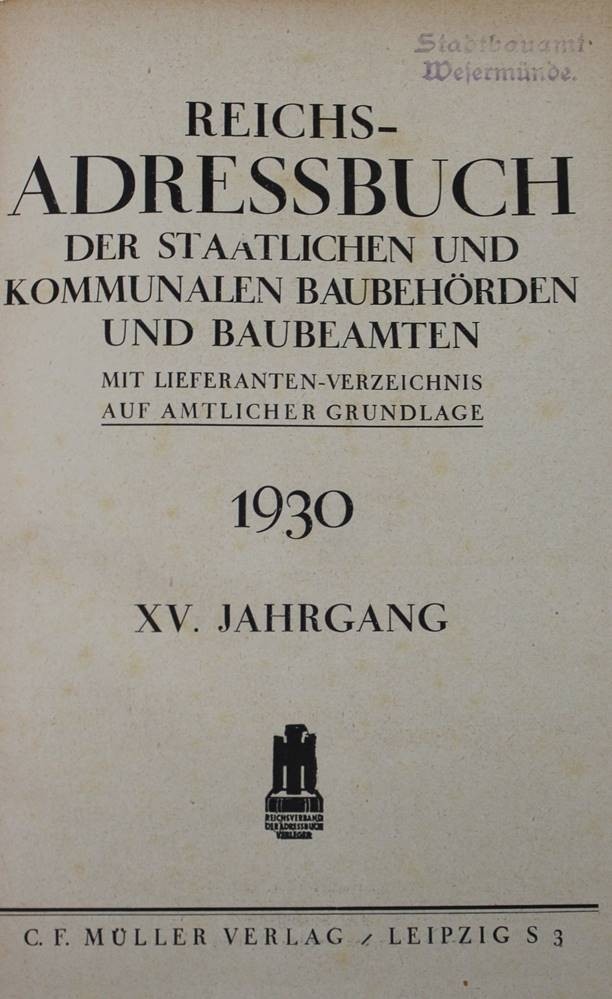 Stadtbauamt
Wesermünde.
REICHS-
ADRESSBUCH
DER STAATLICHEN UND
KOMMUNALEN BAUBEHÖRDEN
UND BAUBEAMTEN
MIT LIEFERANTEN-VERZEICHNIS
AUF AMTLICHER GRUNDLAGE
1930
XV. JAHRGANG
REICHSVERBAND
DER ADRESSBUCH
VERLEGER
C. F. MÜLLER VERLAG / LEIPZIG S 3